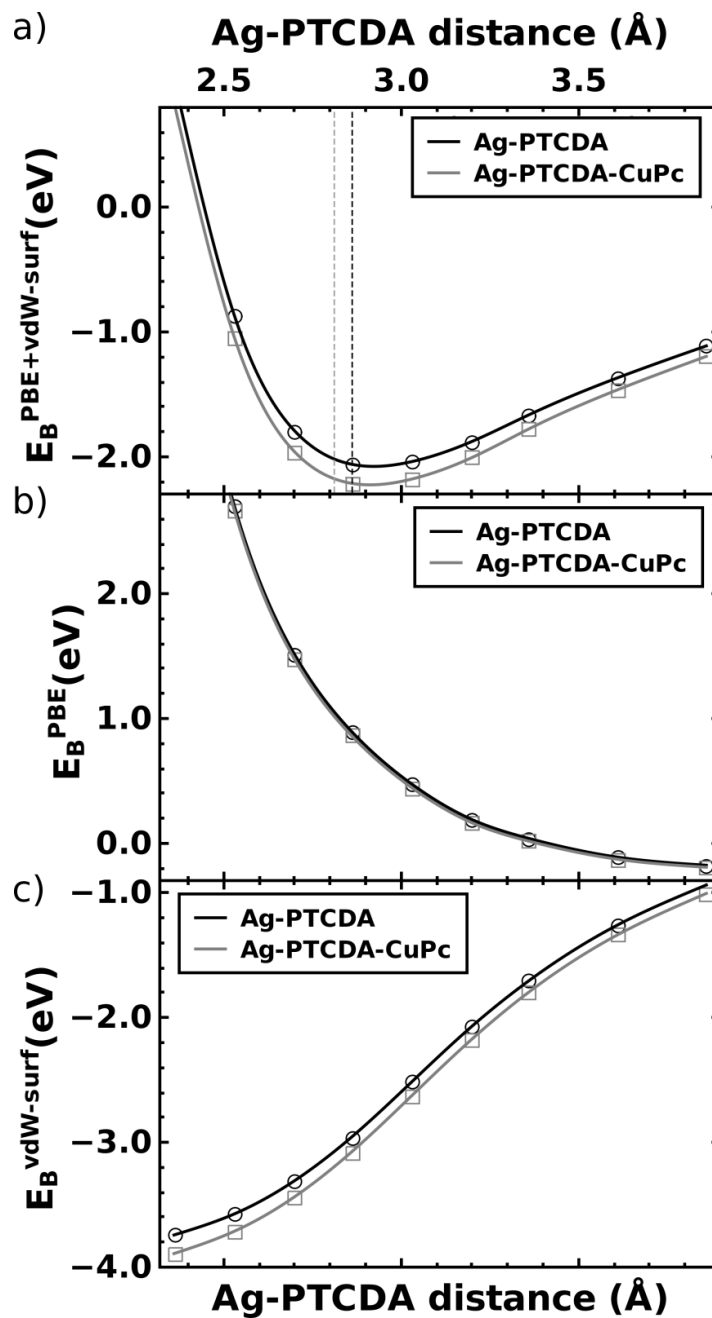 a)
Ag-PTCDA distance (Å)
2.5 3.0 3.5
E_B^PBE+vdW-surf(eV)
0.0
−1.0
−2.0
Ag-PTCDA
Ag-PTCDA-CuPc
b)
E_B^PBE(eV)
2.0
1.0
0.0
Ag-PTCDA
Ag-PTCDA-CuPc
c)
E_B^vdW-surf(eV)
−1.0
−2.0
−3.0
−4.0
Ag-PTCDA
Ag-PTCDA-CuPc
Ag-PTCDA distance (Å)